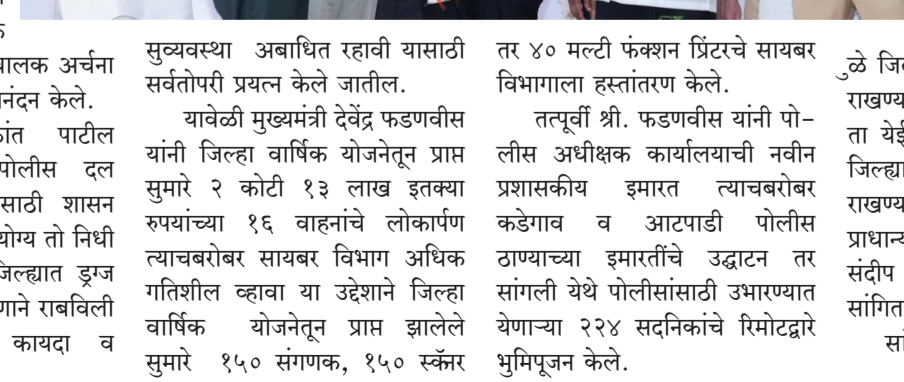 चालक अर्चना
नंदन केले.
पाटील
पोलीस दल
साठी शासन
योग्य तो निधी
जिल्ह्यात ड्रग्ज
राबविली
कायदा व
सुव्यवस्था अबाधित रहावी यासाठी
सर्वतोपरी प्रयत्न केले जातील.
यावेळी मुख्यमंत्री देवेंद्र फडणवीस
यांनी जिल्हा वार्षिक योजनेतून प्राप्त
सुमारे २ कोटी १३ लाख इतक्या
रुपयांच्या १६ वाहनांचे लोकार्पण
त्याचबरोबर सायबर विभाग अधिक
गतिशील व्हावा या उद्देशाने जिल्हा
वार्षिक योजनेतून प्राप्त झालेले
सुमारे १५० संगणक, १५० स्कॅनर
तर ४० मल्टी फंक्शन प्रिंटरचे सायबर
विभागाला हस्तांतरण केले.
तत्पूर्वी श्री. फडणवीस यांनी पो-
लीस अधीक्षक कार्यालयाची नवीन
प्रशासकीय इमारत त्याचबरोबर
कडेगाव व आटपाडी पोलीस
ठाण्याच्या इमारतींचे उद्घाटन तर
सांगली येथे पोलीसांसाठी उभारण्यात
येणाऱ्या २२४ सदनिकांचे रिमोटद्वारे
भुमिपूजन केले.
ुळे जि
राखण्य
ता येई
जिल्ह्या
राखण्य
प्राधान्य
संदीप
सांगित
सां